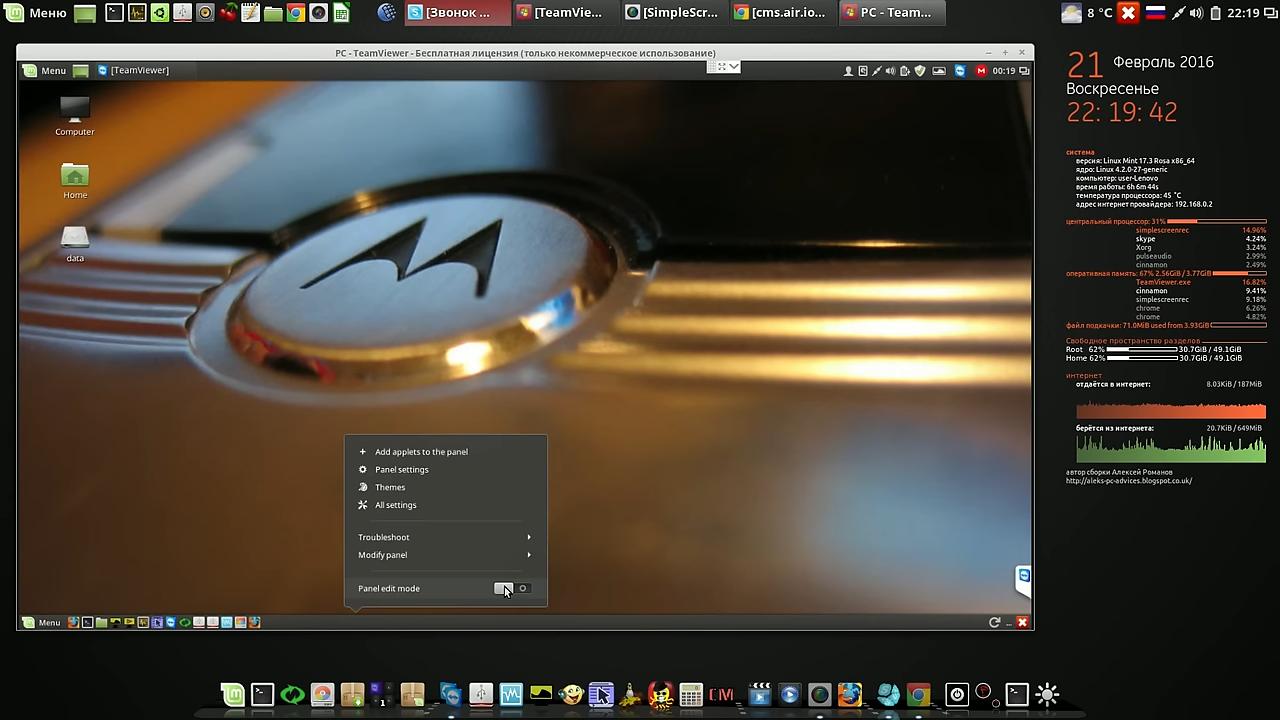 Меню
[Звонок ...
[TeamVie...
[SimpleScr...
[cms.air.io...
PC - Team...
8 °C
22:19
PC - TeamViewer - Бесплатная лицензия (только некоммерческое использование)
Menu
[TeamViewer]
00:19
Computer
Home
data
Add applets to the panel
Panel settings
Themes
All settings
Troubleshoot
Modify panel
Panel edit mode
Menu
...
21 Февраль 2016
Воскресенье
22: 19: 42
система
версия: Linux Mint 17.3 Rosa x86_64
ядро: Linux 4.2.0-27-generic
компьютер: user-Lenovo
время работы: 6h 6m 44s
температура процессора: 45 °C
адрес интернет провайдера: 192.168.0.2
центральный процессор: 31%
simplescreenrec 14.96%
skype 4.24%
Xorg 3.24%
pulseaudio 2.99%
cinnamon 2.49%
оперативная память: 67% 2.56GiB / 3.77GiB
TeamViewer.exe 16.82%
cinnamon 9.41%
simplescreenrec 9.18%
chrome 6.26%
chrome 4.82%
файл подкачки: 71.0MiB used from 3.93GiB
Свободное пространство разделов
Root 62% 30.7GiB / 49.1GiB
Home 62% 30.7GiB / 49.1GiB
интернет
отдаётся в интернет: 8.03KiB / 187MiB
берётся из интернета: 20.7KiB / 649MiB
автор сборки Алексей Романов
http://aleks-pc-advices.blogspot.co.uk/